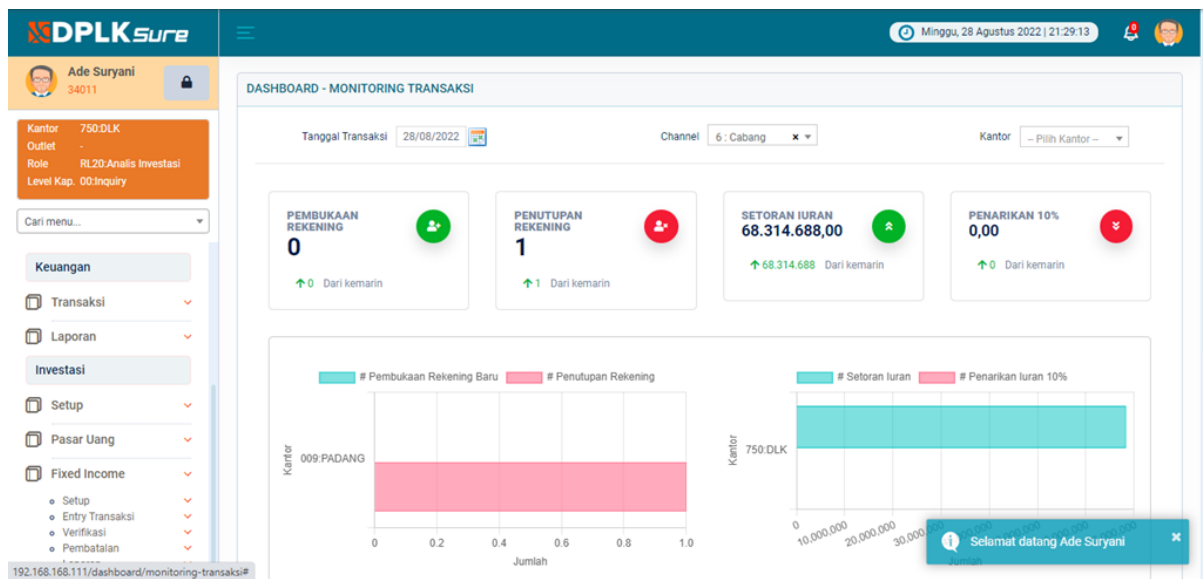 DPLKSure
Minggu, 28 Agustus 2022 | 21:29:13
Ade Suryani
34011
Kantor 750:DLK
Outlet -
Role RL20:Analis Investasi
Level Kap. 00:Inquiry
Cari menu...
Keuangan
Transaksi
Laporan
Investasi
Setup
Pasar Uang
Fixed Income
Setup
Entry Transaksi
Verifikasi
Pembatalan
192.168.168.111/dashboard/monitoring-transaksi#
DASHBOARD - MONITORING TRANSAKSI
Tanggal Transaksi 28/08/2022
Channel 6 : Cabang
Kantor -- Pilih Kantor --
PEMBUKAAN
REKENING
0
0 Dari kemarin
PENUTUPAN
REKENING
1
1 Dari kemarin
SETORAN IURAN
68.314.688,00
68.314.688 Dari kemarin
PENARIKAN 10%
0,00
0 Dari kemarin
# Pembukaan Rekening Baru # Penutupan Rekening
Kantor
009:PADANG
0 0.2 0.4 0.6 0.8 1.0
Jumlah
# Setoran Iuran # Penarikan Iuran 10%
Kantor
750:DLK
0 10.000.000 20.000.000
Selamat datang Ade Suryani